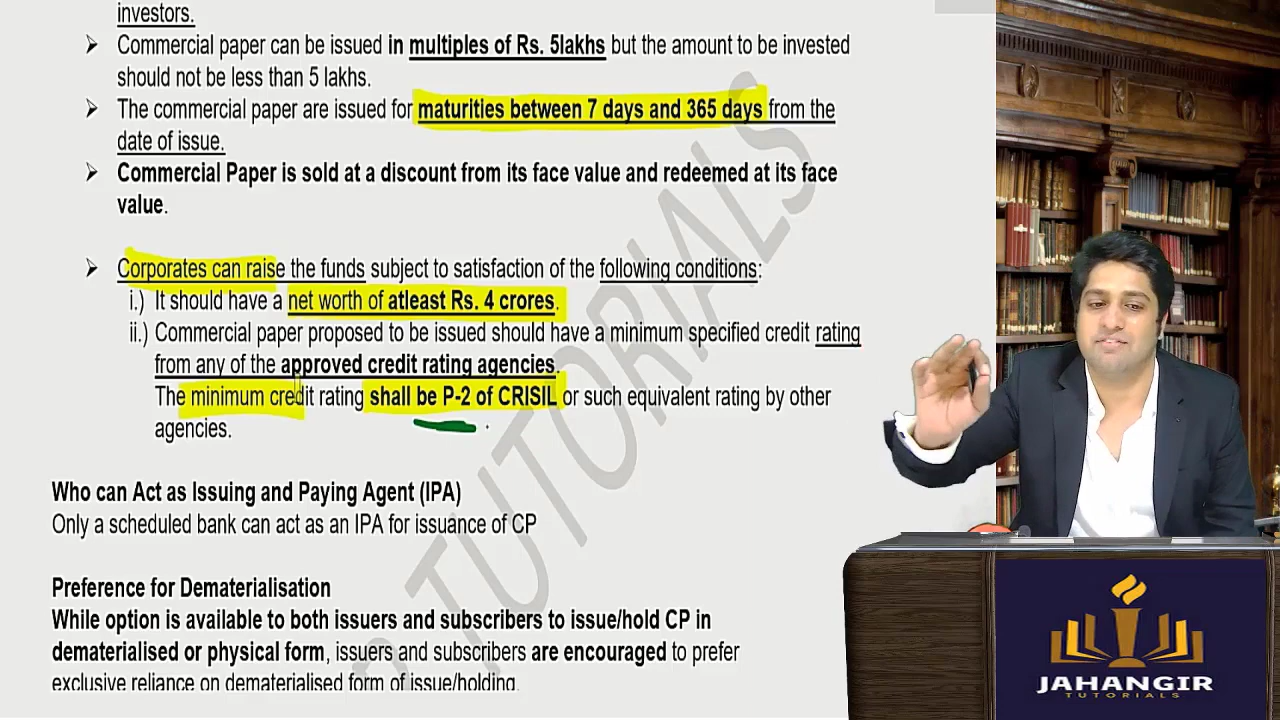 investors.
➢ Commercial paper can be issued in multiples of Rs. 5lakhs but the amount to be invested
should not be less than 5 lakhs.
➢ The commercial paper are issued for maturities between 7 days and 365 days from the
date of issue.
➢ Commercial Paper is sold at a discount from its face value and redeemed at its face
value.
➢ Corporates can raise the funds subject to satisfaction of the following conditions:
i.) It should have a net worth of atleast Rs. 4 crores.
ii.) Commercial paper proposed to be issued should have a minimum specified credit rating
from any of the approved credit rating agencies.
The minimum credit rating shall be P-2 of CRISIL or such equivalent rating by other
agencies.
Who can Act as Issuing and Paying Agent (IPA)
Only a scheduled bank can act as an IPA for issuance of CP
Preference for Dematerialisation
While option is available to both issuers and subscribers to issue/hold CP in
dematerialised or physical form, issuers and subscribers are encouraged to prefer
exclusive reliance on dematerialised form of issue/holding.
TUTORIALS
JAHANGIR
TUTORIALS